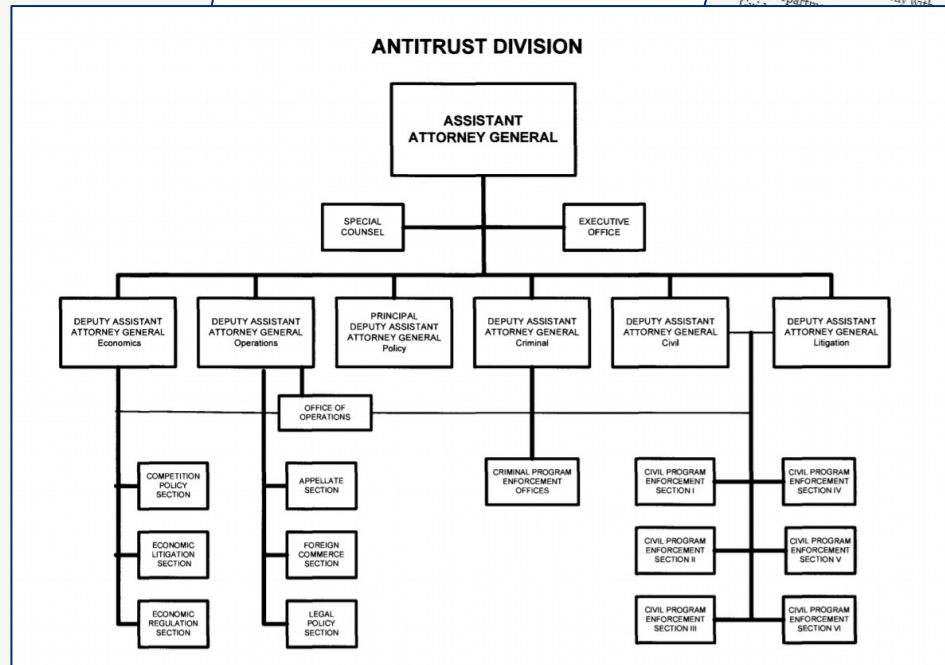 ANTITRUST DIVISION
ASSISTANT
ATTORNEY GENERAL
SPECIAL
COUNSEL
EXECUTIVE
OFFICE
DEPUTY ASSISTANT
ATTORNEY GENERAL
Economics
DEPUTY ASSISTANT
ATTORNEY GENERAL
Operations
PRINCIPAL
DEPUTY ASSISTANT
ATTORNEY GENERAL
Policy
DEPUTY ASSISTANT
ATTORNEY GENERAL
Criminal
DEPUTY ASSISTANT
ATTORNEY GENERAL
Civil
DEPUTY ASSISTANT
ATTORNEY GENERAL
Litigation
OFFICE OF
OPERATIONS
COMPETITION
POLICY
SECTION
APPELLATE
SECTION
CRIMINAL PROGRAM
ENFORCEMENT
OFFICES
CIVIL PROGRAM
ENFORCEMENT
SECTION I
CIVIL PROGRAM
ENFORCEMENT
SECTION IV
ECONOMIC
LITIGATION
SECTION
FOREIGN
COMMERCE
SECTION
CIVIL PROGRAM
ENFORCEMENT
SECTION II
CIVIL PROGRAM
ENFORCEMENT
SECTION V
ECONOMIC
REGULATION
SECTION
LEGAL
POLICY
SECTION
CIVIL PROGRAM
ENFORCEMENT
SECTION III
CIVIL PROGRAM
ENFORCEMENT
SECTION VI